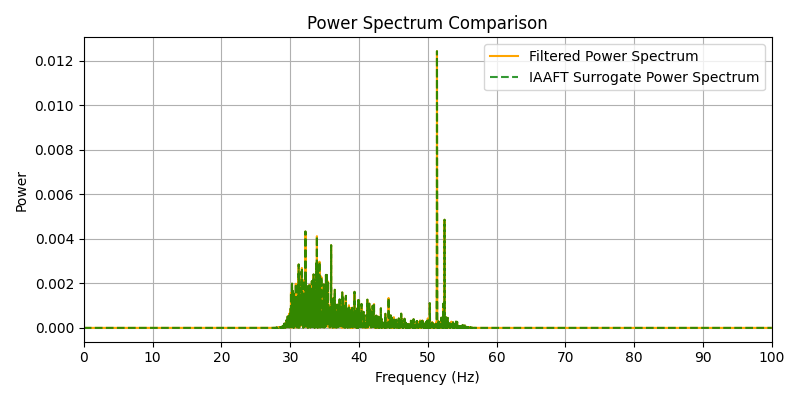 Power Spectrum Comparison
Filtered Power Spectrum
IAAFT Surrogate Power Spectrum
0.012
0.010
0.008
0.006
0.004
0.002
0.000
Power
0 10 20 30 40 50 60 70 80 90 100
Frequency (Hz)